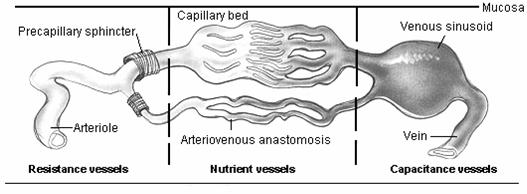 Mucosa
Capillary bed
Venous sinusoid
Precapillary sphincter
Arteriole
Arteriovenous anastomosis
Vein
Resistance vessels
Nutrient vessels
Capacitance vessels